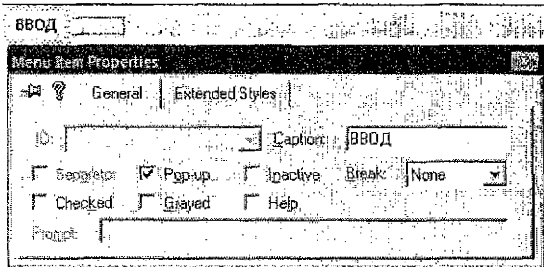 ВВОД
Menu Item Properties
General Extended Styles
ID: Caption: ВВОД
Separator Pop-up Inactive Break: None
Checked Grayed Help
Prompt: